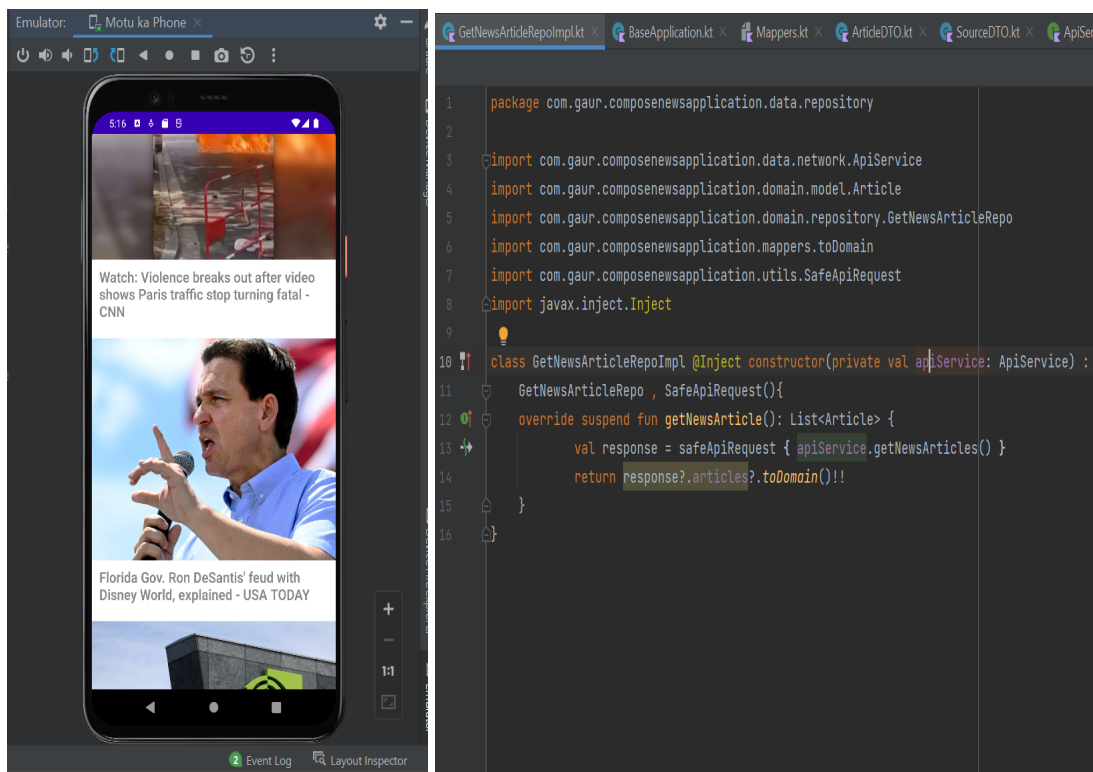 Emulator: Motu ka Phone
5:16
Watch: Violence breaks out after video
shows Paris traffic stop turning fatal -
CNN
Florida Gov. Ron DeSantis' feud with
Disney World, explained - USA TODAY
1:1
2 Event Log Layout Inspector
GetNewsArticleRepoImpl.kt BaseApplication.kt Mappers.kt ArticleDTO.kt SourceDTO.kt ApiSer
1 package com.gaur.composenewsapplication.data.repository
2
3 import com.gaur.composenewsapplication.data.network.ApiService
4 import com.gaur.composenewsapplication.domain.model.Article
5 import com.gaur.composenewsapplication.domain.repository.GetNewsArticleRepo
6 import com.gaur.composenewsapplication.mappers.toDomain
7 import com.gaur.composenewsapplication.utils.SafeApiRequest
8 import javax.inject.Inject
9
10 class GetNewsArticleRepoImpl @Inject constructor(private val apiService: ApiService) :
11 GetNewsArticleRepo , SafeApiRequest(){
12 override suspend fun getNewsArticle(): List<Article> {
13 val response = safeApiRequest { apiService.getNewsArticles() }
14 return response?.articles?.toDomain()!!
15 }
16 }